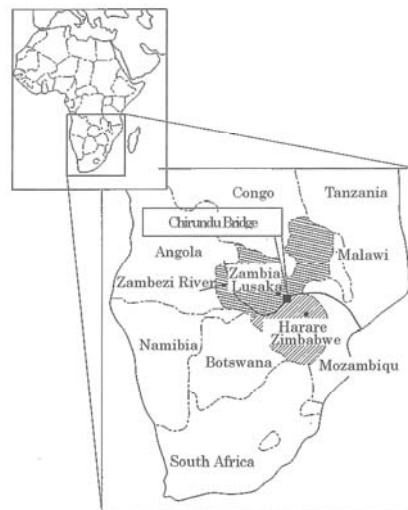 Congo
Tanzania
Chirundu Bridge
Angola
Malawi
Zambezi River
Zambia
Lusaka
Harare
Zimbabwe
Namibia
Botswana
Mozambiqu
South Africa